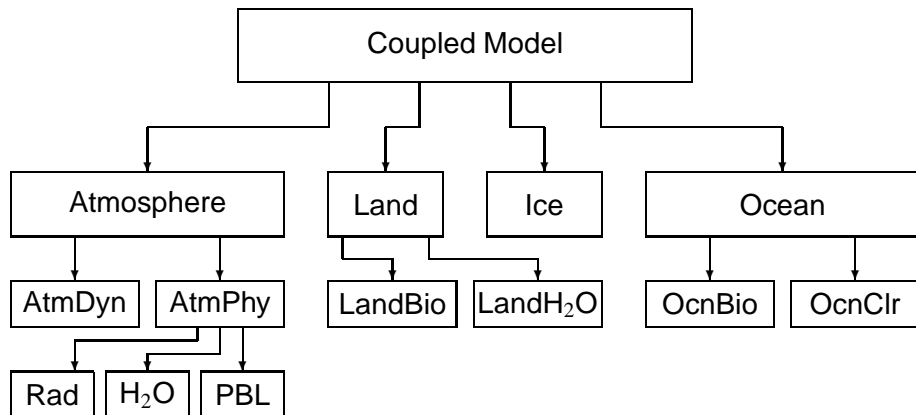 Coupled Model
Atmosphere Land Ice Ocean
AtmDyn AtmPhy LandBio LandH₂O OcnBio OcnClr
Rad H₂O PBL